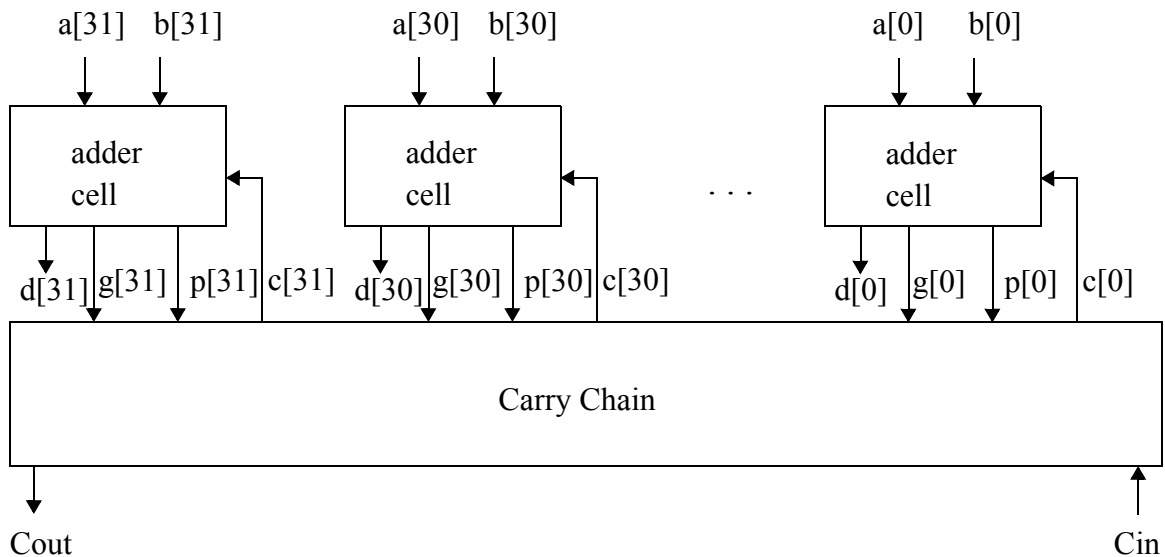 a[31] b[31] a[30] b[30] a[0] b[0]
adder adder adder
cell cell . . . cell
d[31] g[31] p[31] c[31] d[30] g[30] p[30] c[30] d[0] g[0] p[0] c[0]
Carry Chain
Cout Cin